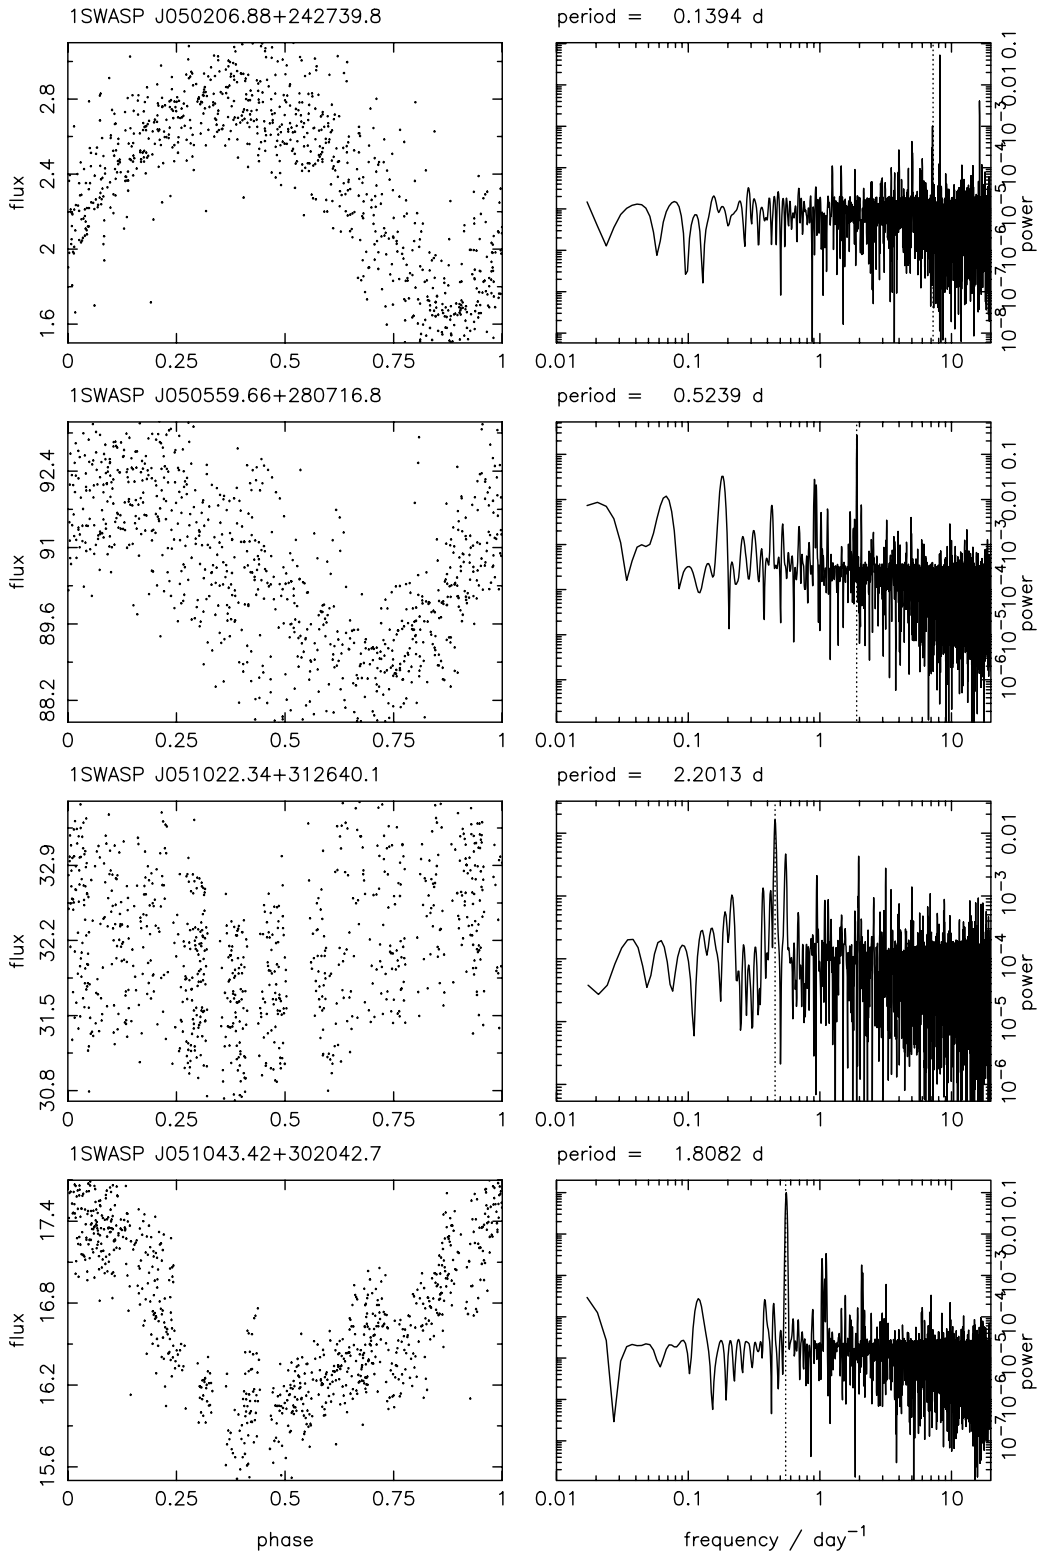 1SWASP J050206.88+242739.8 period = 0.1394 d
flux 1.6 2 2.4 2.8
0 0.25 0.5 0.75 1
0.1 1 10
10⁻⁸ 10⁻⁷ 10⁻⁶ 10⁻⁵ 10⁻⁴ 10⁻³ 0.01 0.1 power
1SWASP J050559.66+280716.8 period = 0.5239 d
flux 88.2 89.6 91 92.4
0 0.25 0.5 0.75 1
0.01 0.1 1 10
10⁻⁶ 10⁻⁵ 10⁻⁴ 10⁻³ 0.01 0.1 power
1SWASP J051022.34+312640.1 period = 2.2013 d
flux 30.8 31.5 32.2 32.9
0 0.25 0.5 0.75 1
0.1 1 10
10⁻⁶ 10⁻⁵ 10⁻⁴ 10⁻³ 0.01 power
1SWASP J051043.42+302042.7 period = 1.8082 d
flux 15.6 16.2 16.8 17.4
0 0.25 0.5 0.75 1
0.01 0.1 1 10
10⁻⁷ 10⁻⁶ 10⁻⁵ 10⁻⁴ 10⁻³ 0.01 0.1 power
phase frequency / day⁻¹